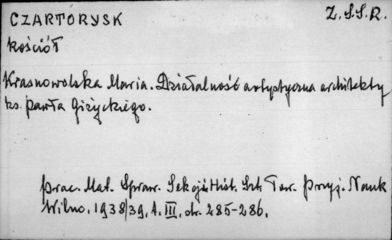 CZARTORYSK
Z.S.S.R.
kościół
Krasnowolska Maria. Działalność artystyczna architekty
ks. Pawła Giżyckiego.
Prac. Mat. Spraw. Sekcji Hist. Szt. Tow. Przyj. Nauk
Wilno, 1938/39, t. III, str. 285-286.